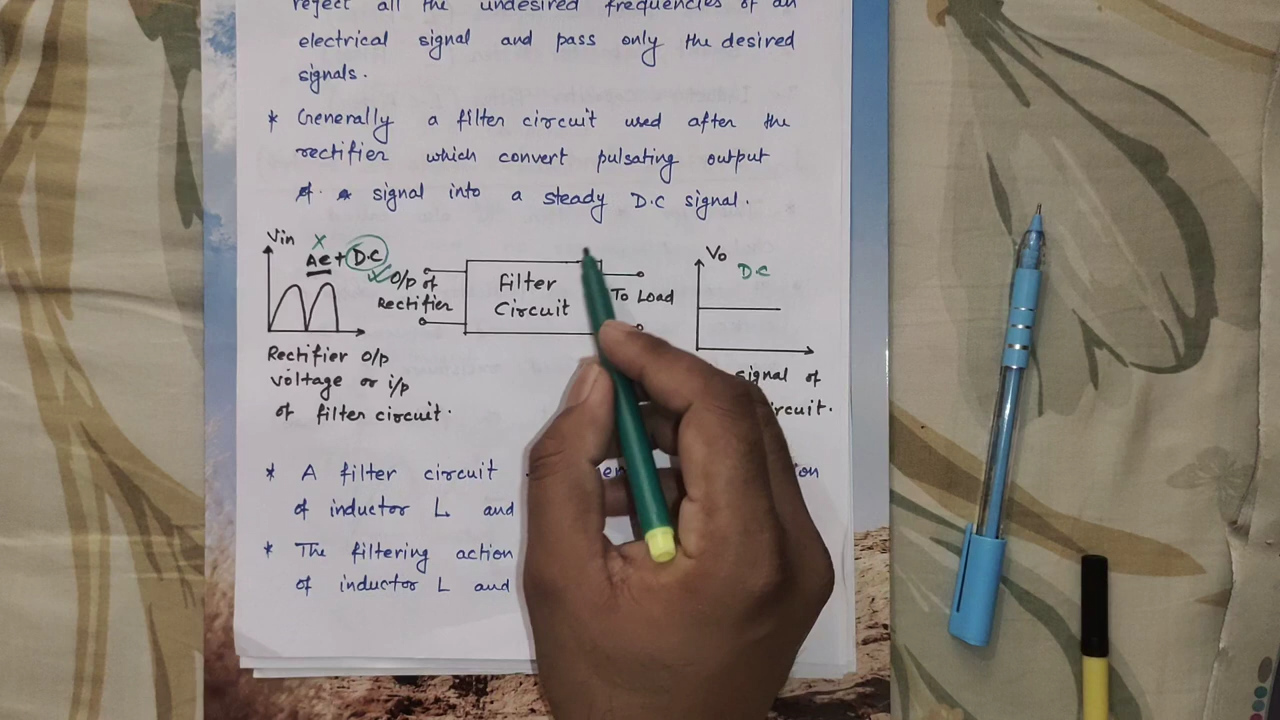 reject all the undesired frequencies of an
electrical signal and pass only the desired
signals.
* Generally a filter circuit used after the
rectifier which convert pulsating output
signal into a steady D.C signal.
Vin
X
AC + D.C
O/p of
Rectifier
Filter
Circuit
To Load
Vo
D.C
Rectifier O/p
voltage or i/p
of filter circuit.
signal of
circuit.
* A filter circuit
of inductor L and
* The filtering action
of inductor L and